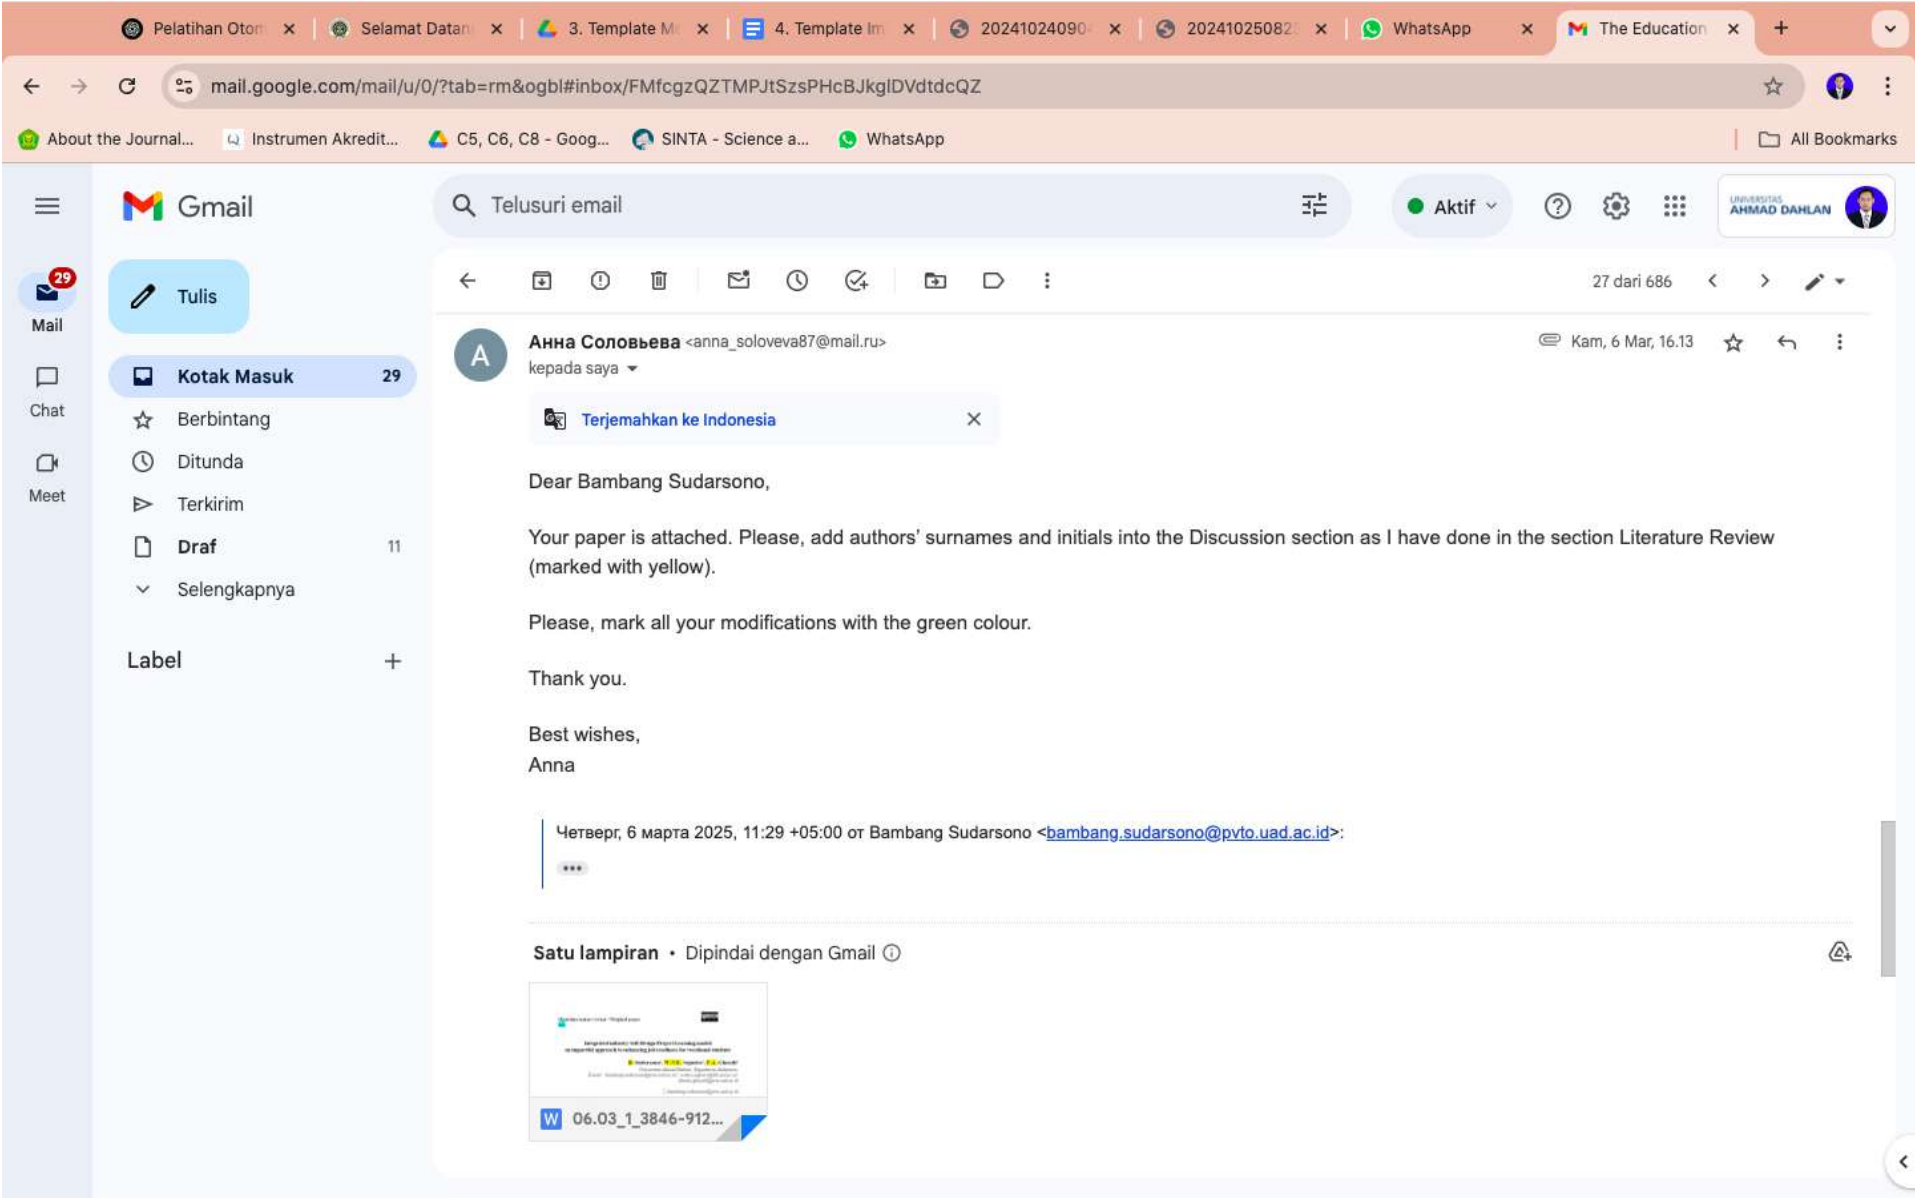 Pelatihan Otom
Selamat Datan
3. Template Me
4. Template Im
20241024090
202410250825
WhatsApp
The Education
mail.google.com/mail/u/0/?tab=rm&ogbl#inbox/FMfcgzQZTMPJtSzsPHcBJkglDVdtdcQZ
About the Journal...
Instrumen Akredit...
C5, C6, C8 - Goog...
SINTA - Science a...
WhatsApp
All Bookmarks
Gmail
Telusuri email
Aktif
UNIVERSITAS
AHMAD DAHLAN
29
Mail
Chat
Meet
Tulis
Kotak Masuk 29
Berbintang
Ditunda
Terkirim
Draf 11
Selengkapnya
Label
27 dari 686
A
Анна Соловьева <anna_soloveva87@mail.ru>
Kam, 6 Mar, 16.13
kepada saya
Terjemahkan ke Indonesia
Dear Bambang Sudarsono,
Your paper is attached. Please, add authors’ surnames and initials into the Discussion section as I have done in the section Literature Review
(marked with yellow).
Please, mark all your modifications with the green colour.
Thank you.
Best wishes,
Anna
Четверг, 6 марта 2025, 11:29 +05:00 от Bambang Sudarsono <bambang.sudarsono@pvto.uad.ac.id>:
Satu lampiran • Dipindai dengan Gmail
W 06.03_1_3846-912...